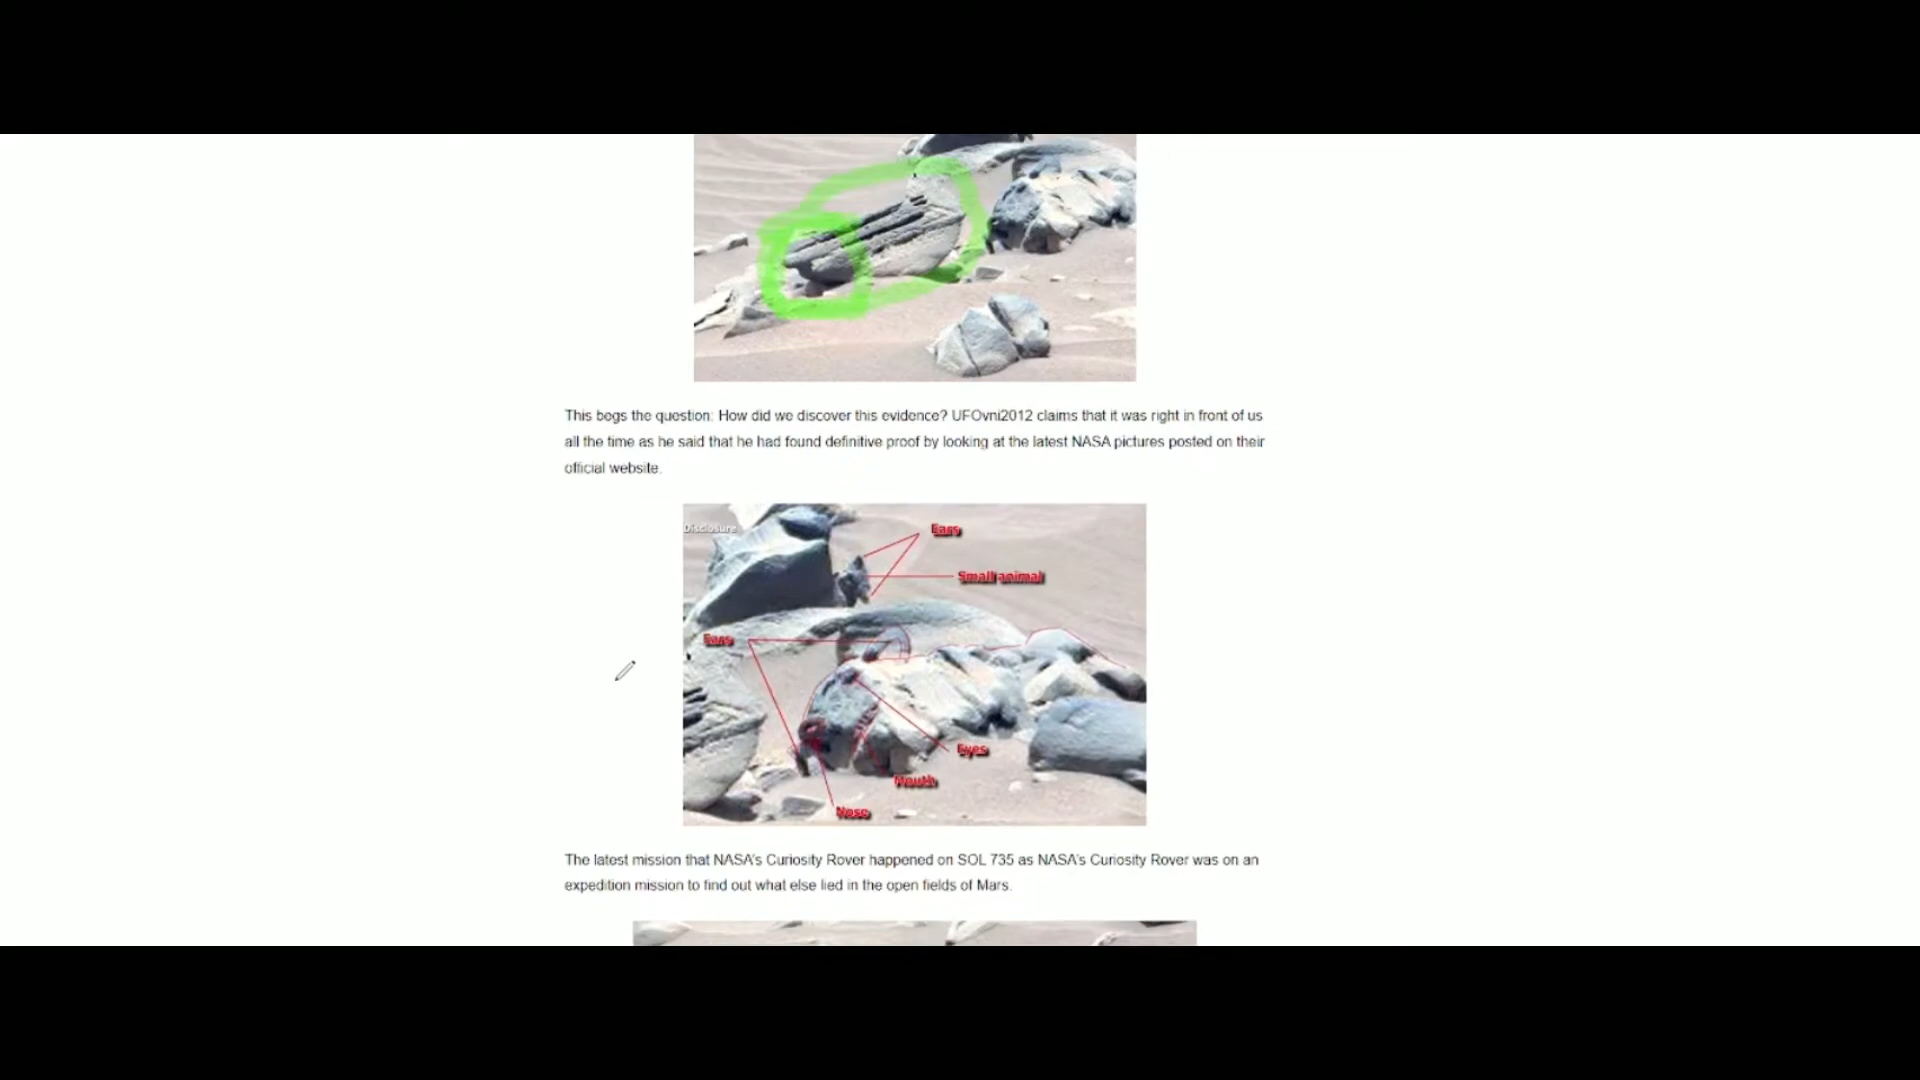 This begs the question: How did we discover this evidence? UFOvni2012 claims that it was right in front of us
all the time as he said that he had found definitive proof by looking at the latest NASA pictures posted on their
official website.
Disclosure
Ears
Small animal
Ears
Eyes
Mouth
Nose
The latest mission that NASA's Curiosity Rover happened on SOL 735 as NASA's Curiosity Rover was on an
expedition mission to find out what else lied in the open fields of Mars.